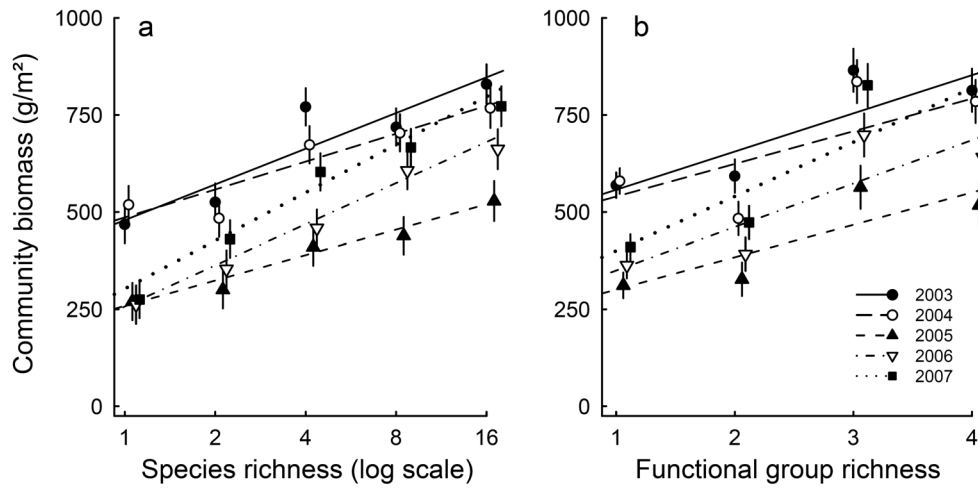 a
b
Community biomass (g/m²)
1000
750
500
250
0
1 2 4 8 16
Species richness (log scale)
1000
750
500
250
0
1 2 3 4
Functional group richness
2003
2004
2005
2006
2007